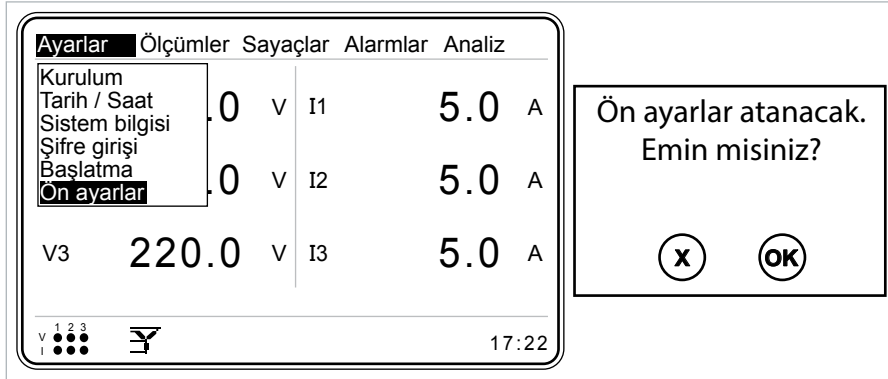 Ayarlar Ölçümler Sayaçlar Alarmlar Analiz
Kurulum
Tarih / Saat
Sistem bilgisi
Şifre girişi
Başlatma
Ön ayarlar
.0 V I1 5.0 A
.0 V I2 5.0 A
V3 220.0 V I3 5.0 A
1 2 3
V
I
17:22
Ön ayarlar atanacak.
Emin misiniz?
X OK